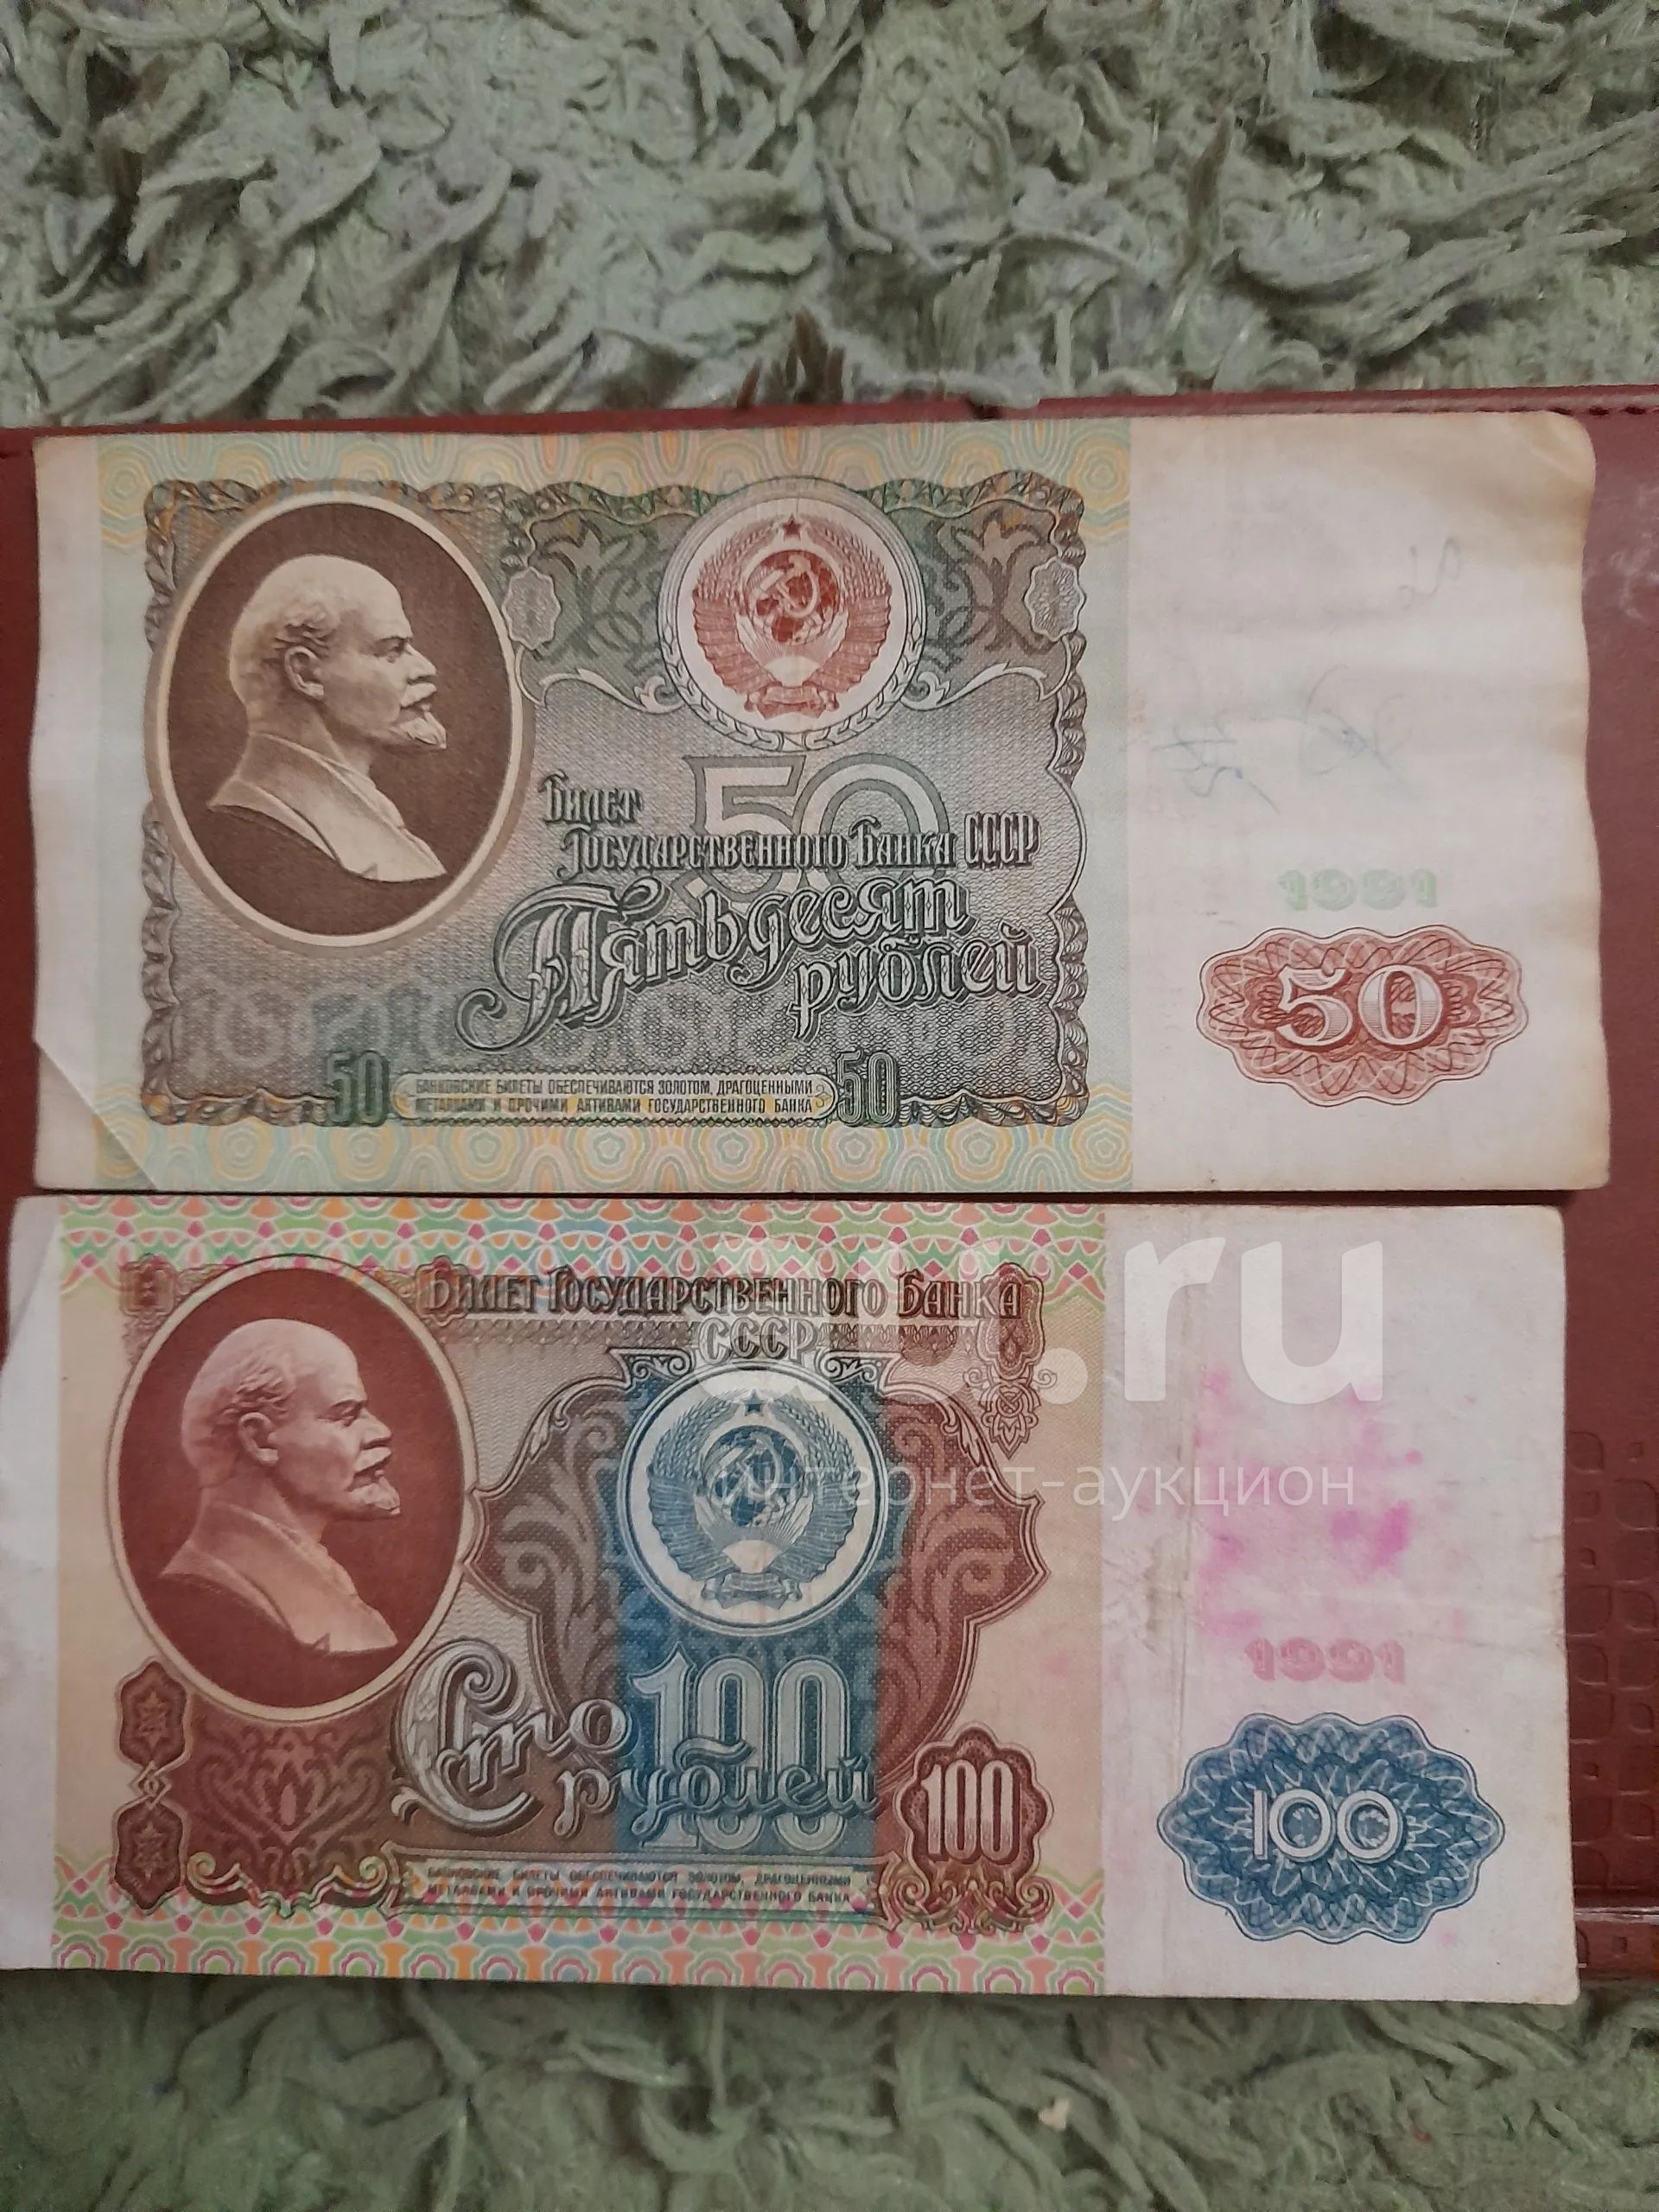 50
Билет
Государственного Банка СССР
Пятьдесят
рублей
1991
50
50
БАНКОВСКИЕ БИЛЕТЫ ОБЕСПЕЧИВАЮТСЯ ЗОЛОТОМ, ДРАГОЦЕННЫМИ
МЕТАЛЛАМИ И ПРОЧИМИ АКТИВАМИ ГОСУДАРСТВЕННОГО БАНКА
50
.ru
интернет-аукцион
Билет Государственного Банка
СССР
1991
100
Сто
рублей
100
100
100
БАНКОВСКИЕ БИЛЕТЫ ОБЕСПЕЧИВАЮТСЯ ЗОЛОТОМ, ДРАГОЦЕННЫМИ
МЕТАЛЛАМИ И ПРОЧИМИ АКТИВАМИ ГОСУДАРСТВЕННОГО БАНКА